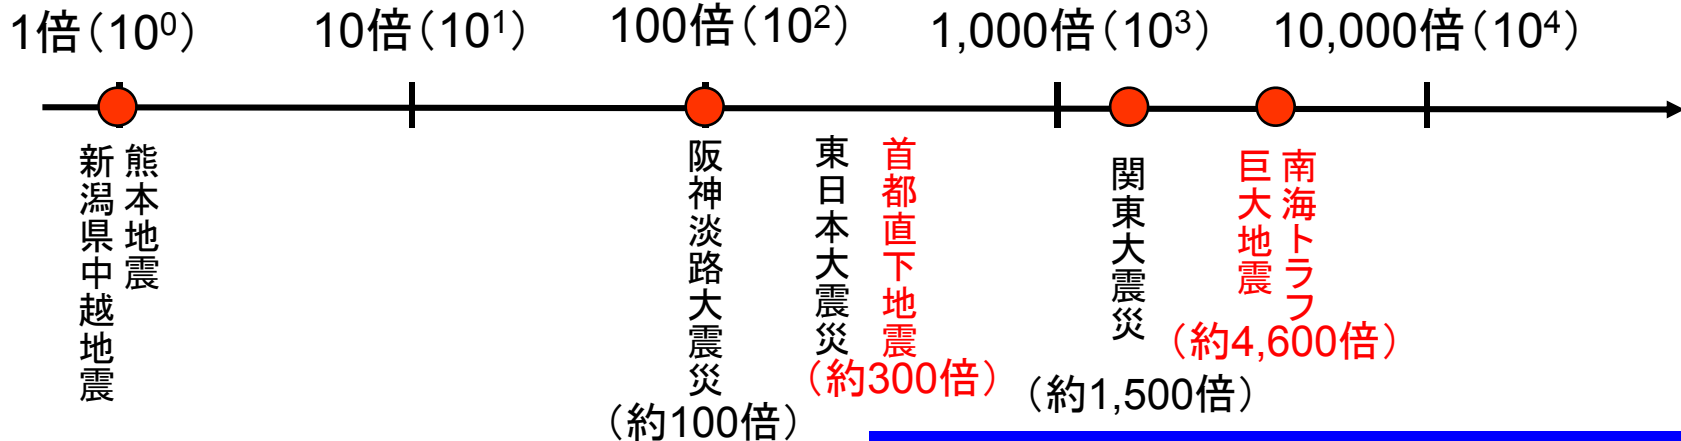 1倍（10⁰）
10倍（10¹）
100倍（10²）
1,000倍（10³）
10,000倍（10⁴）
熊本地震
新潟県中越地震
阪神淡路大震災
（約100倍）
東日本大震災
首都直下地震
（約300倍）
関東大震災
（約1,500倍）
南海トラフ
巨大地震
（約4,600倍）